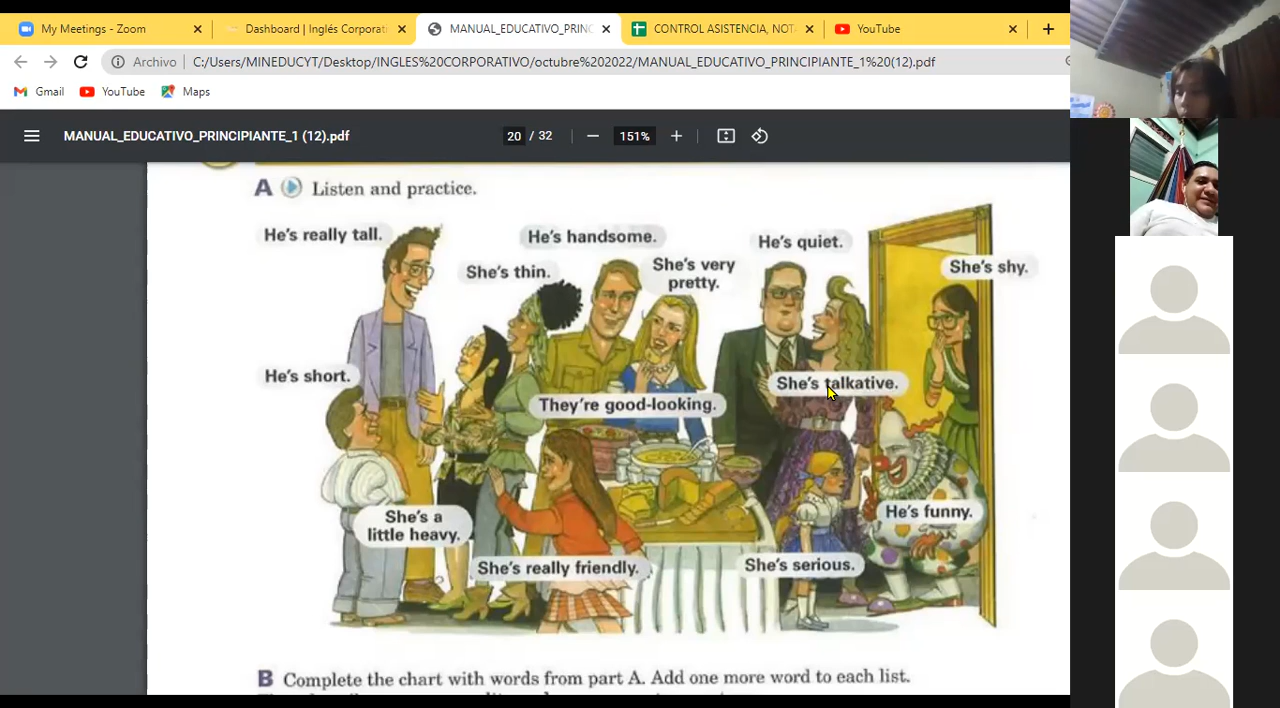 My Meetings - Zoom
Dashboard | Inglés Corporati
MANUAL_EDUCATIVO_PRINC
CONTROL ASISTENCIA, NOT
YouTube
Archivo
C:/Users/MINEDUCYT/Desktop/INGLES%20CORPORATIVO/octubre%202022/MANUAL_EDUCATIVO_PRINCIPIANTE_1%20(12).pdf
Gmail
YouTube
Maps
MANUAL_EDUCATIVO_PRINCIPIANTE_1 (12).pdf
20 / 32
151%
A Listen and practice.
He's really tall.
He's handsome.
He's quiet.
She's thin.
She's very
pretty.
She's shy.
He's short.
She's talkative.
They're good-looking.
She's a
little heavy.
He's funny.
She's really friendly.
She's serious.
B Complete the chart with words from part A. Add one more word to each list.